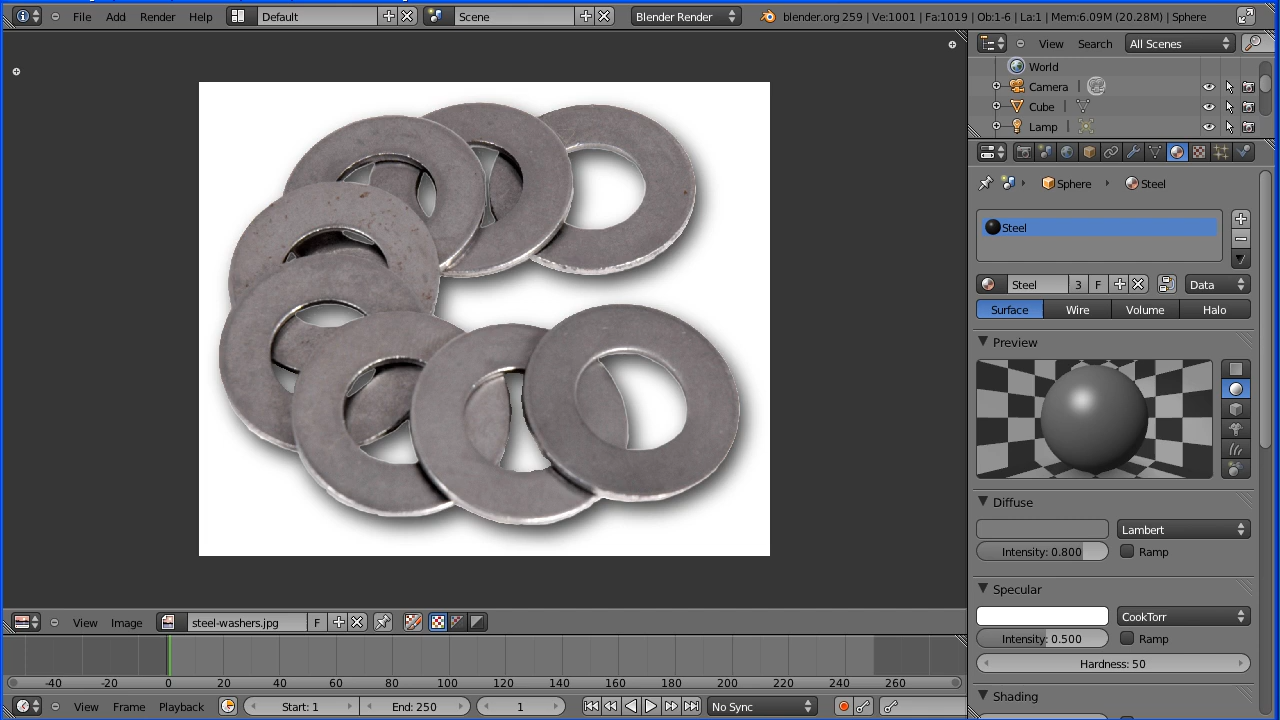 File Add Render Help Default Scene Blender Render blender.org 259 | Ve:1001 | Fa:1019 | Ob:1-6 | La:1 | Mem:6.09M (20.28M) | Sphere
View Search All Scenes
World
Camera
Cube
Lamp
Sphere Steel
Steel
Steel 3 F Data
Surface Wire Volume Halo
Preview
Diffuse
Lambert
Intensity: 0.800 Ramp
Specular
CookTorr
Intensity: 0.500 Ramp
Hardness: 50
Shading
View Image steel-washers.jpg F
-40 -20 0 20 40 60 80 100 120 140 160 180 200 220 240 260
View Frame Playback Start: 1 End: 250 1 No Sync